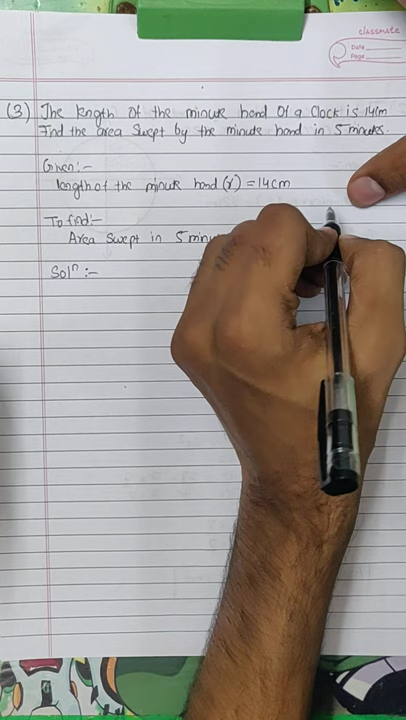 classmate
Date
Page
(3) The length of the minute hand of a Clock is 14cm
Find the area Swept by the minute hand in 5 minutes.
Given:-
length of the minute hand (r) = 14cm
To find:-
Area Swept in 5 minu
Solⁿ :-